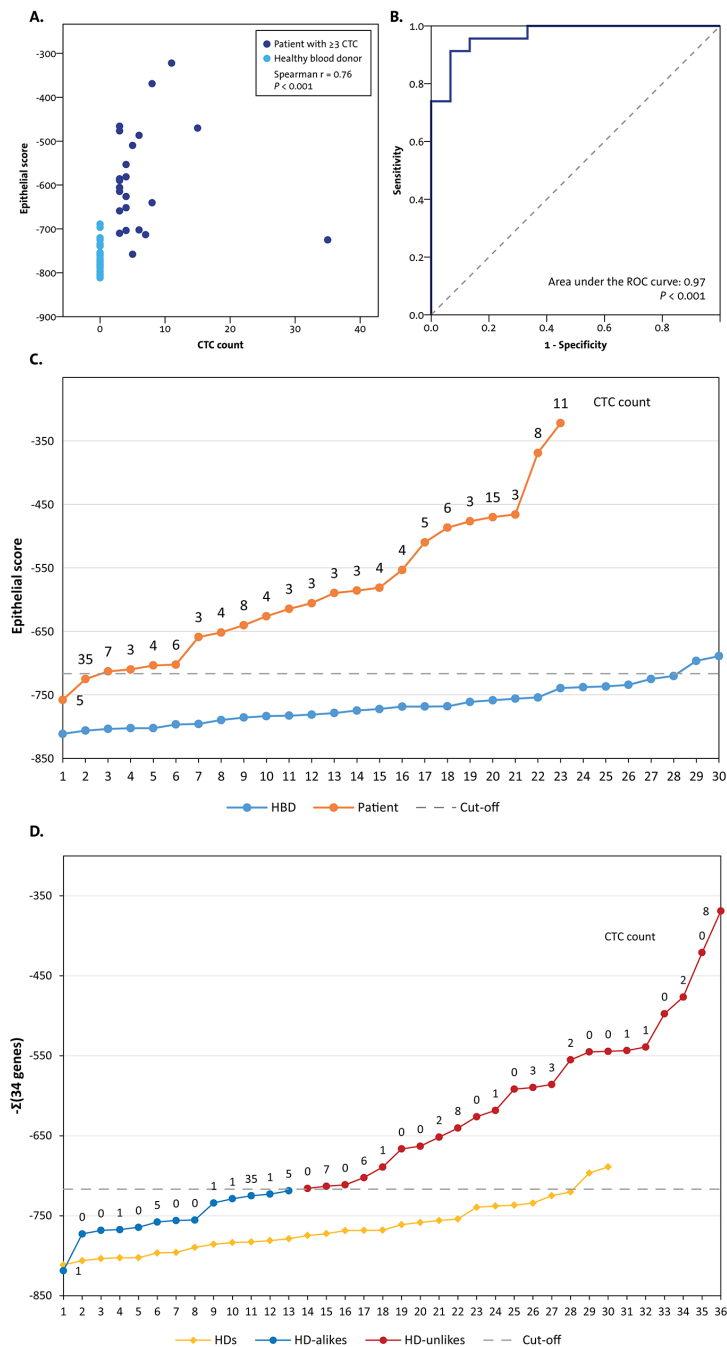 A.
Epithelial score
-300
-400
-500
-600
-700
-800
-900
0
10
20
30
40
CTC count
Patient with ≥3 CTC
Healthy blood donor
Spearman r = 0.76
P < 0.001
B.
Sensitivity
1.0
0.8
0.6
0.4
0.2
0.0
0.0
0.2
0.4
0.6
0.8
1.0
1 - Specificity
Area under the ROC curve: 0.97
P < 0.001
C.
Epithelial score
-350
-450
-550
-650
-750
-850
CTC count
5 35 7 3 4 6 3 4 8 4 3 3 3 3 4 4 5 6 3 15 3 8 11
1 2 3 4 5 6 7 8 9 10 11 12 13 14 15 16 17 18 19 20 21 22 23 24 25 26 27 28 29 30
HBD Patient Cut-off
D.
-Σ(34 genes)
-350
-450
-550
-650
-750
-850
CTC count
1 0 0 1 0 5 0 0 1 1 35 1 5 0 7 0 6 1 0 0 2 8 0 1 0 3 3 2 0 0 1 1 0 2 0 8
1 2 3 4 5 6 7 8 9 10 11 12 13 14 15 16 17 18 19 20 21 22 23 24 25 26 27 28 29 30 31 32 33 34 35 36
HDs HD-alikes HD-unlikes Cut-off